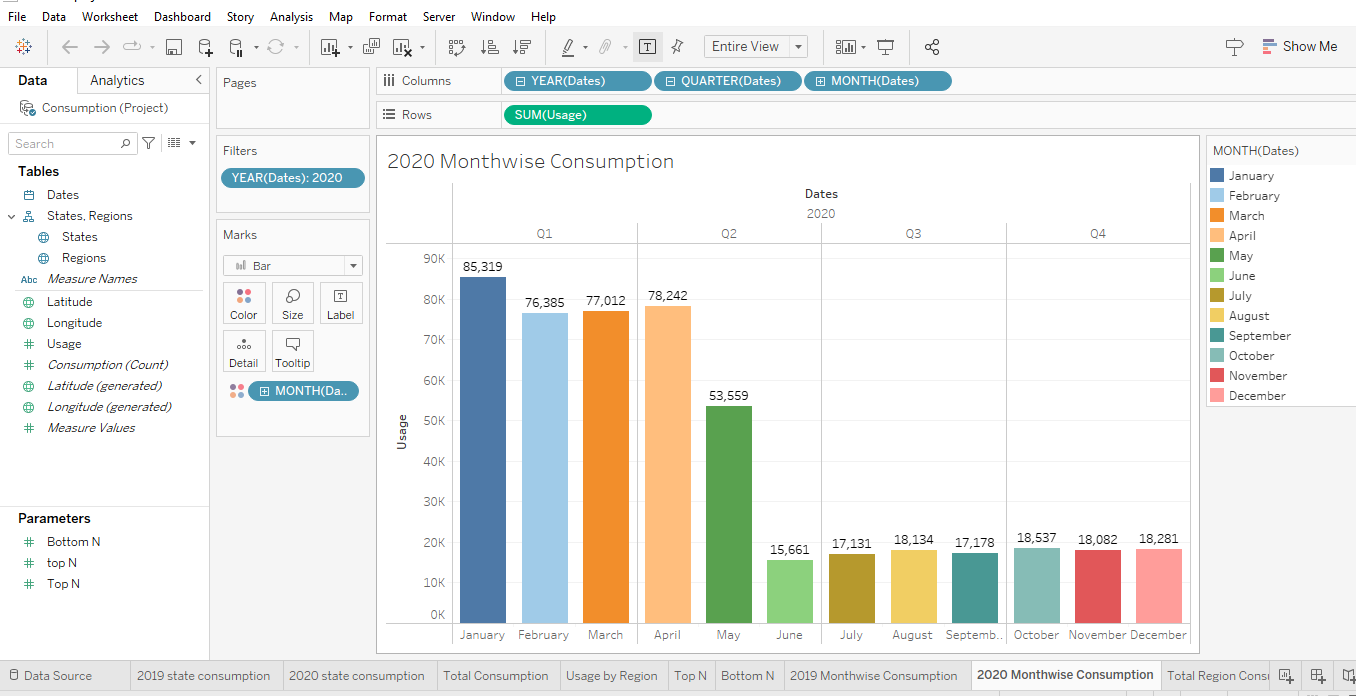 File Data Worksheet Dashboard Story Analysis Map Format Server Window Help
Entire View
Show Me
Data
Analytics
Consumption (Project)
Search
Tables
Dates
States, Regions
States
Regions
Abc Measure Names
Latitude
Longitude
Usage
Consumption (Count)
Latitude (generated)
Longitude (generated)
Measure Values
Parameters
Bottom N
top N
Top N
Pages
Filters
YEAR(Dates): 2020
Marks
Bar
Color Size Label
T
Detail Tooltip
MONTH(Da..
Columns
YEAR(Dates) QUARTER(Dates) MONTH(Dates)
Rows
SUM(Usage)
2020 Monthwise Consumption
Dates
2020
Q1 Q2 Q3 Q4
Usage
90K
80K
70K
60K
50K
40K
30K
20K
10K
0K
85,319
76,385
77,012
78,242
53,559
15,661
17,131
18,134
17,178
18,537
18,082
18,281
January February March April May June July August Septemb.. October November December
MONTH(Dates)
January
February
March
April
May
June
July
August
September
October
November
December
Data Source 2019 state consumption 2020 state consumption Total Consumption Usage by Region Top N Bottom N 2019 Monthwise Consumption 2020 Monthwise Consumption Total Region Consu